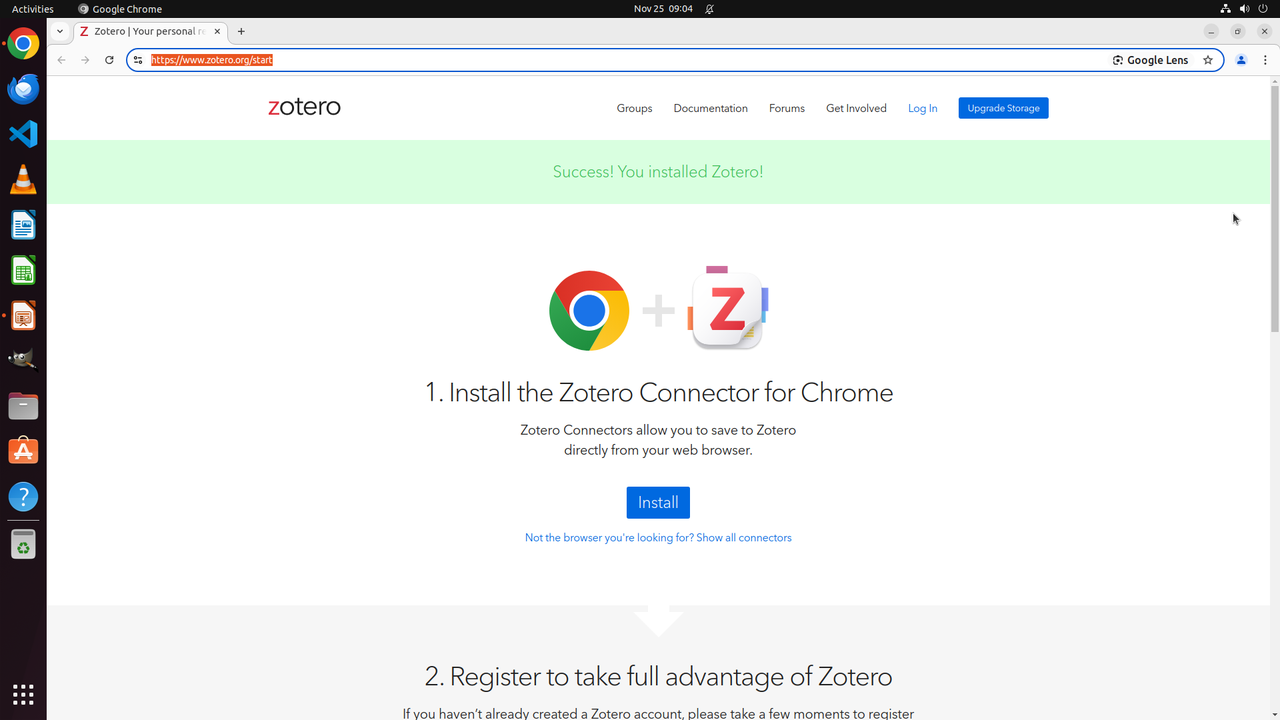 Activities
Google Chrome
Nov 25 09:04
Zotero | Your personal re
https://www.zotero.org/start
Google Lens
zotero
Groups
Documentation
Forums
Get Involved
Log In
Upgrade Storage
Success! You installed Zotero!
1. Install the Zotero Connector for Chrome
Zotero Connectors allow you to save to Zotero
directly from your web browser.
Install
Not the browser you're looking for? Show all connectors
2. Register to take full advantage of Zotero
If you haven't already created a Zotero account, please take a few moments to register